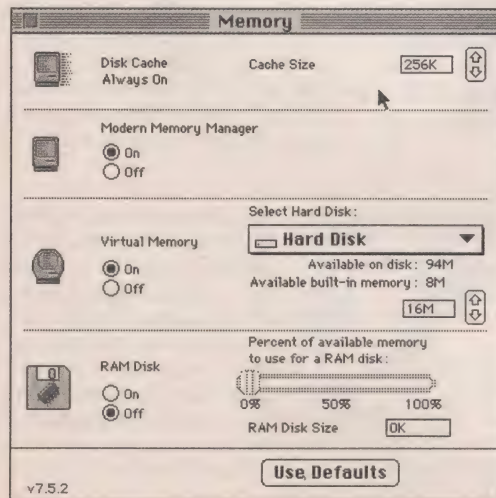 Memory
Disk Cache
Always On
Cache Size
256K
Modern Memory Manager
On
Off
Select Hard Disk:
Virtual Memory
Hard Disk
On
Off
Available on disk: 94M
Available built-in memory: 8M
16M
Percent of available memory
to use for a RAM disk:
RAM Disk
On
Off
0% 50% 100%
RAM Disk Size
0K
Use Defaults
v7.5.2